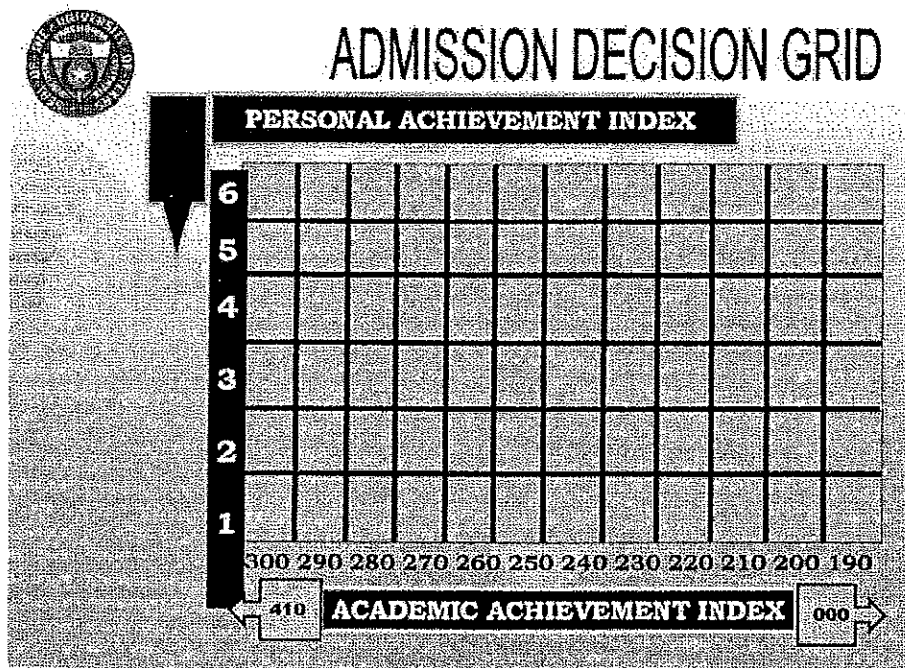 ADMISSION DECISION GRID
PERSONAL ACHIEVEMENT INDEX
6
5
4
3
2
1
300 290 280 270 260 250 240 230 220 210 200 190
410 ACADEMIC ACHIEVEMENT INDEX 000